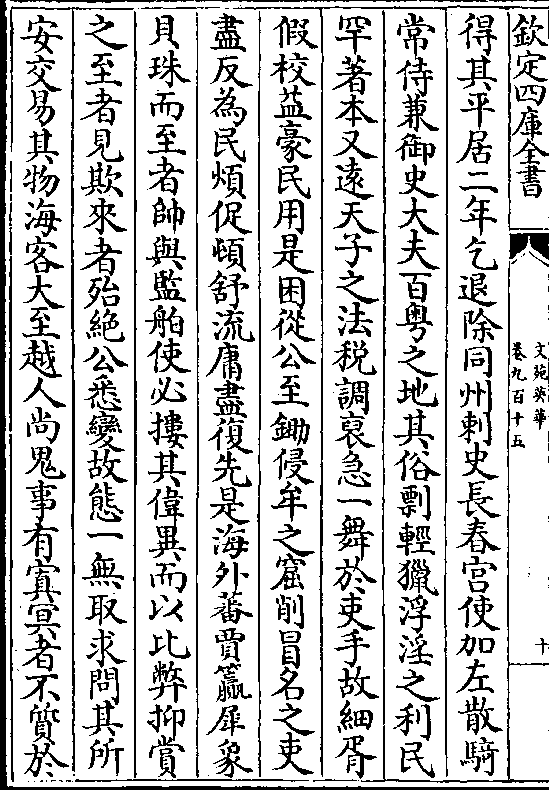 欽定四庫全書
文苑英華
卷九百十五
十
得其平居二年乞退除同州刺史長春宮使加左散騎
常侍兼御史大夫百粤之地其俗剽輕獵浮淫之利民
罕著本又遠天子之法税調衰急一舞於吏手故細胥
假校益豪民用是困從公至鋤侵牟之窟削冒名之吏
盡反為民煩促頓舒流庸盡復先是海外蕃賈籯犀象
貝珠而至者帥與監舶使必摟其偉異而以比弊抑賞
之至者見欺來者殆絶公悉變故態一無取求問其所
安交易其物海客大至越人尚鬼事有寘冥者不質於